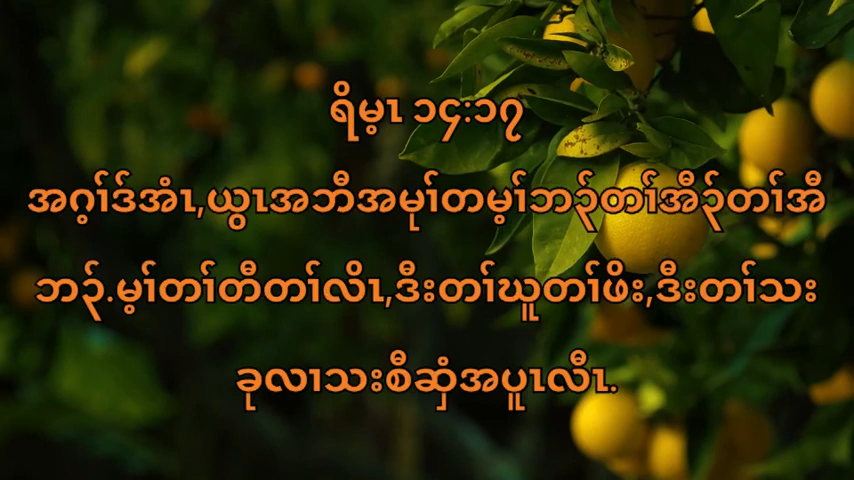 ရိမ့ၤ ၁၄:၁၇
အဂ့ၢ်ဒ်အံၤ,ယွၤအဘီအမုၢ်တမ့ၢ်ဘၣ်တၢ်အီၣ်တၢ်အီ
ဘၣ်.မ့ၢ်တၢ်တီတၢ်လိၤ,ဒီးတၢ်ဃူတၢ်ဖိး,ဒီးတၢ်သး
ခုလၢသးစီဆှံအပူၤလီၤ.